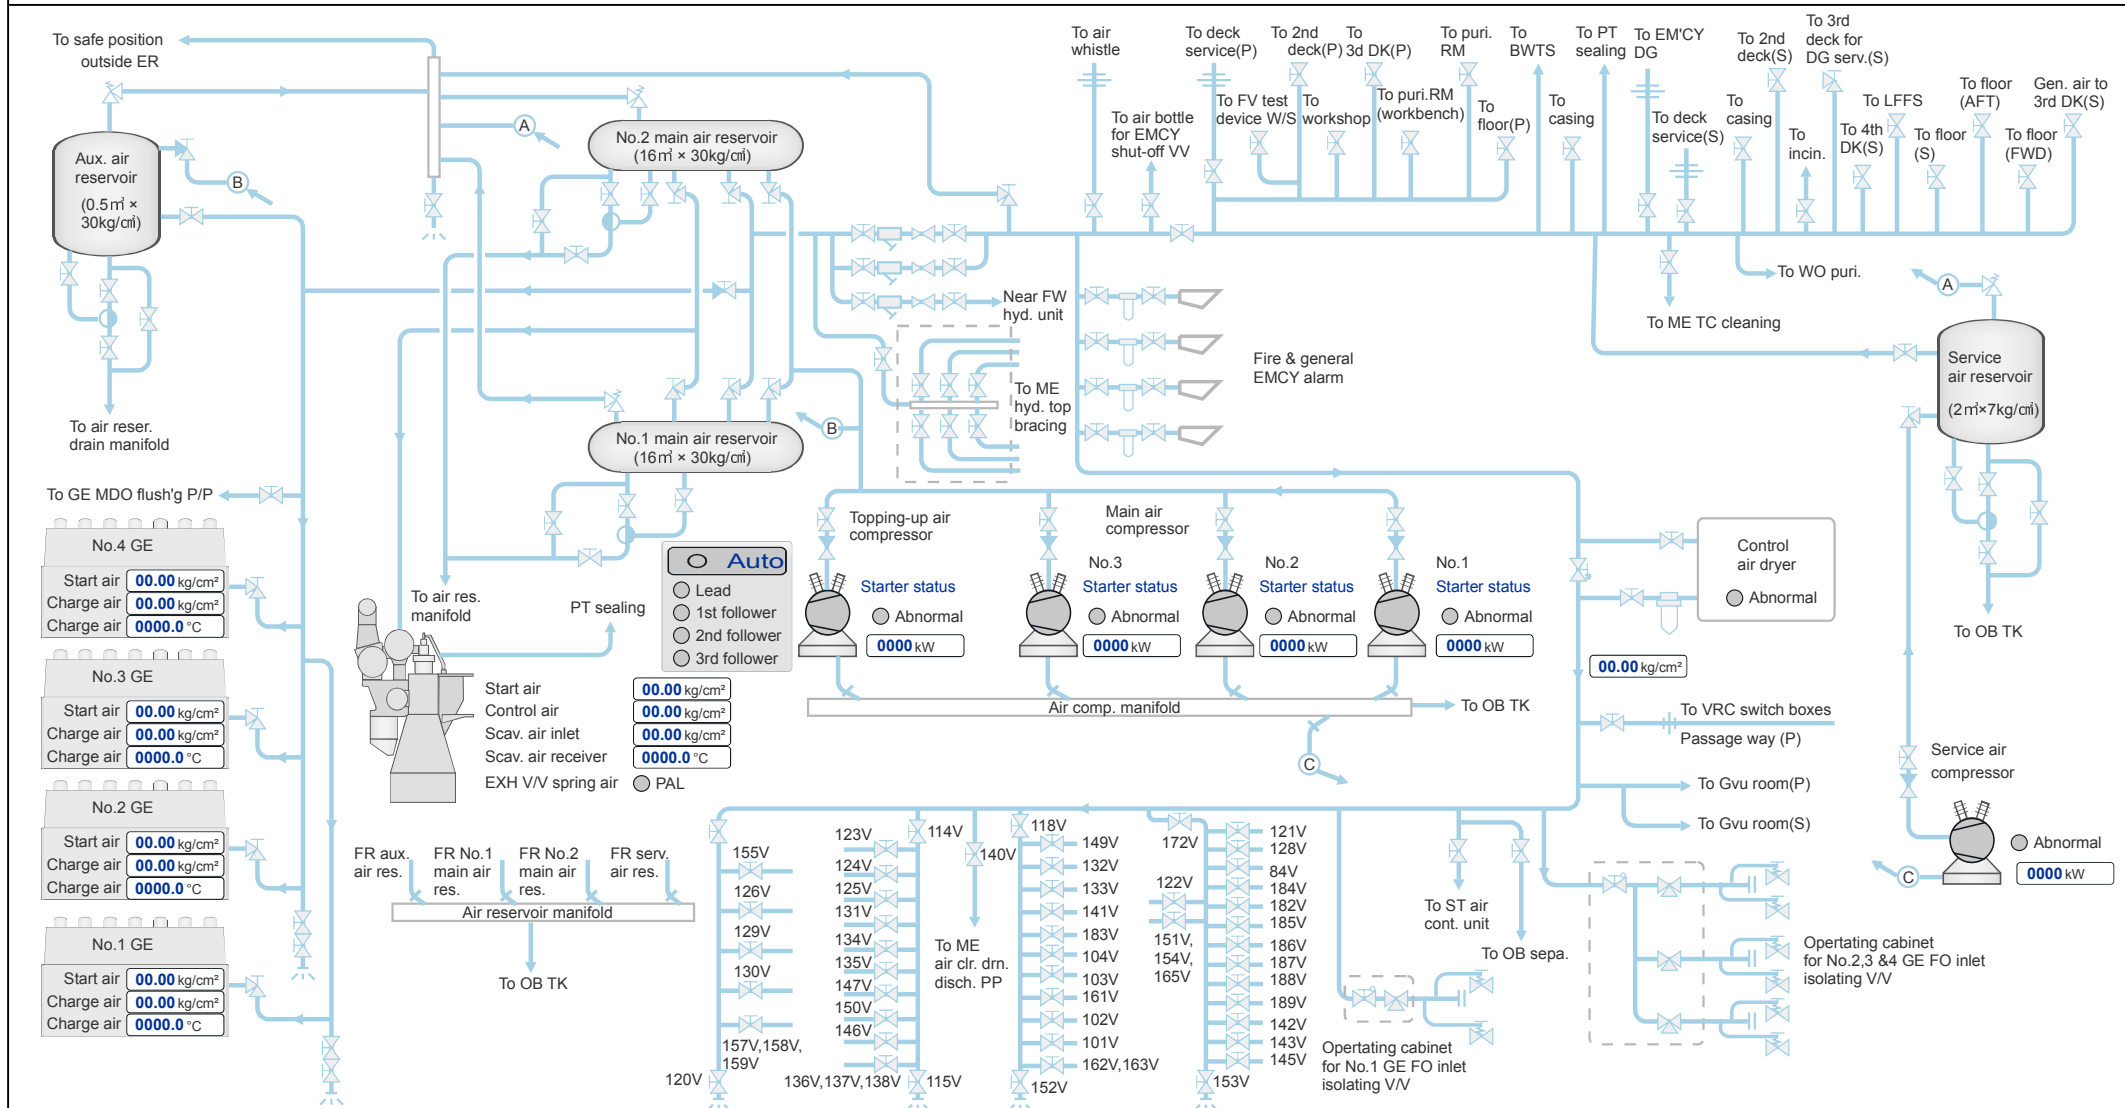 To safe position
outside ER
Aux. air
reservoir
(0.5㎥ ×
30kg/㎠)
B
To air reser.
drain manifold
A
No.2 main air reservoir
(16㎥ × 30kg/㎠)
No.1 main air reservoir
(16㎥ × 30kg/㎠)
B
To air
whistle
To air bottle
for EMCY
shut-off VV
To deck
service(P)
To FV test
device W/S
To 2nd
deck(P)
To
workshop
To
3d DK(P)
To puri.RM
(workbench)
To puri.
RM
To
floor(P)
To
BWTS
To
casing
To PT
sealing
To EM'CY
DG
To deck
service(S)
To
casing
To 2nd
deck(S)
To
incin.
To 3rd
deck for
DG serv.(S)
To 4th
DK(S)
To LFFS
To floor
(S)
To floor
(AFT)
To floor
(FWD)
Gen. air to
3rd DK(S)
To WO puri.
To ME TC cleaning
Near FW
hyd. unit
To ME
hyd. top
bracing
Fire & general
EMCY alarm
A
Service
air reservoir
(2㎥×7kg/㎠)
To OB TK
To GE MDO flush'g P/P
No.4 GE
Start air 00.00 kg/cm²
Charge air 00.00 kg/cm²
Charge air 0000.0 °C
No.3 GE
Start air 00.00 kg/cm²
Charge air 00.00 kg/cm²
Charge air 0000.0 °C
No.2 GE
Start air 00.00 kg/cm²
Charge air 00.00 kg/cm²
Charge air 0000.0 °C
No.1 GE
Start air 00.00 kg/cm²
Charge air 00.00 kg/cm²
Charge air 0000.0 °C
To air res.
manifold
PT sealing
Start air 00.00 kg/cm²
Control air 00.00 kg/cm²
Scav. air inlet 00.00 kg/cm²
Scav. air receiver 0000.0 °C
EXH V/V spring air PAL
Auto
Lead
1st follower
2nd follower
3rd follower
Topping-up air
compressor
Starter status
Abnormal
0000 kW
Main air
compressor
No.3
Starter status
Abnormal
0000 kW
No.2
Starter status
Abnormal
0000 kW
No.1
Starter status
Abnormal
0000 kW
Air comp. manifold
To OB TK
C
Control
air dryer
Abnormal
00.00 kg/cm²
To VRC switch boxes
Passage way (P)
To Gvu room(P)
To Gvu room(S)
Service air
compressor
Abnormal
0000 kW
C
FR aux.
air res.
FR No.1
main air
res.
FR No.2
main air
res.
FR serv.
air res.
Air reservoir manifold
To OB TK
155V
126V
129V
130V
157V,158V,
159V
120V
123V
124V
125V
131V
134V
135V
147V
150V
146V
136V,137V,138V
114V
115V
140V
To ME
air clr. drn.
disch. PP
118V
149V
132V
133V
141V
183V
104V
103V
161V
102V
101V
162V,163V
152V
172V
122V
151V,
154V,
165V
121V
128V
84V
184V
182V
185V
186V
187V
188V
189V
142V
143V
145V
153V
To ST air
cont. unit
To OB sepa.
Opertating cabinet
for No.1 GE FO inlet
isolating V/V
Opertating cabinet
for No.2,3 &4 GE FO inlet
isolating V/V